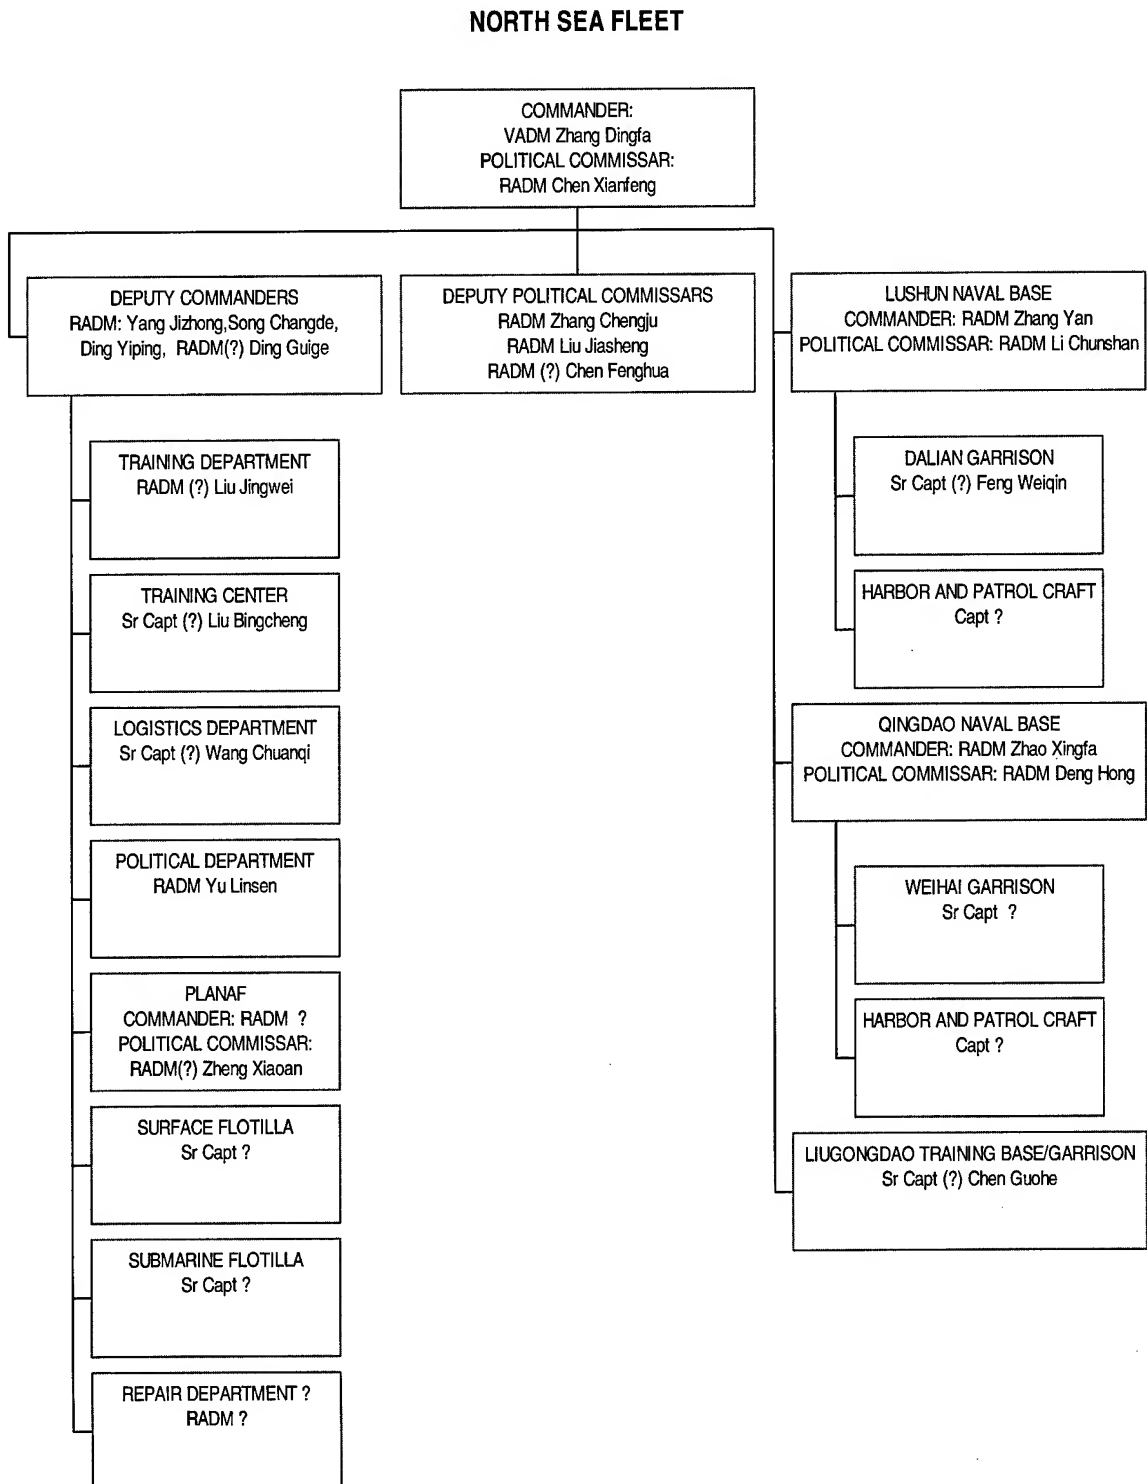 NORTH SEA FLEET
COMMANDER:
VADM Zhang Dingfa
POLITICAL COMMISSAR:
RADM Chen Xianfeng
DEPUTY COMMANDERS
RADM: Yang Jizhong,Song Changde,
Ding Yiping, RADM(?) Ding Guige
TRAINING DEPARTMENT
RADM (?) Liu Jingwei
TRAINING CENTER
Sr Capt (?) Liu Bingcheng
LOGISTICS DEPARTMENT
Sr Capt (?) Wang Chuanqi
POLITICAL DEPARTMENT
RADM Yu Linsen
PLANAF
COMMANDER: RADM ?
POLITICAL COMMISSAR:
RADM(?) Zheng Xiaoan
SURFACE FLOTILLA
Sr Capt ?
SUBMARINE FLOTILLA
Sr Capt ?
REPAIR DEPARTMENT ?
RADM ?
DEPUTY POLITICAL COMMISSARS
RADM Zhang Chengju
RADM Liu Jiasheng
RADM (?) Chen Fenghua
LUSHUN NAVAL BASE
COMMANDER: RADM Zhang Yan
POLITICAL COMMISSAR: RADM Li Chunshan
DALIAN GARRISON
Sr Capt (?) Feng Weiqin
HARBOR AND PATROL CRAFT
Capt ?
QINGDAO NAVAL BASE
COMMANDER: RADM Zhao Xingfa
POLITICAL COMMISSAR: RADM Deng Hong
WEIHAI GARRISON
Sr Capt ?
HARBOR AND PATROL CRAFT
Capt ?
LIUGONGDAO TRAINING BASE/GARRISON
Sr Capt (?) Chen Guohe